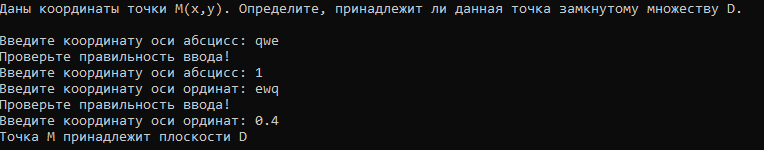 Даны координаты точки M(x,y). Определите, принадлежит ли данная точка замкнутому множеству D.
Введите координату оси абсцисс: qwe
Проверьте правильность ввода!
Введите координату оси абсцисс: 1
Введите координату оси ординат: ewq
Проверьте правильность ввода!
Введите координату оси ординат: 0.4
Точка M принадлежит плоскости D